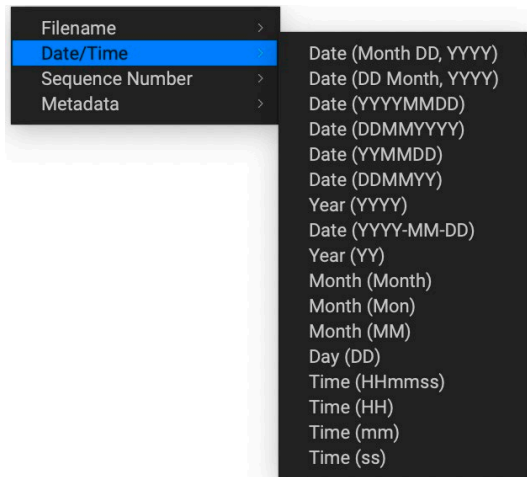 Filename
Date/Time
Sequence Number
Metadata
Date (Month DD, YYYY)
Date (DD Month, YYYY)
Date (YYYYMMDD)
Date (DDMMYYYY)
Date (YYMMDD)
Date (DDMMYY)
Year (YYYY)
Date (YYYY-MM-DD)
Year (YY)
Month (Month)
Month (Mon)
Month (MM)
Day (DD)
Time (HHmmss)
Time (HH)
Time (mm)
Time (ss)